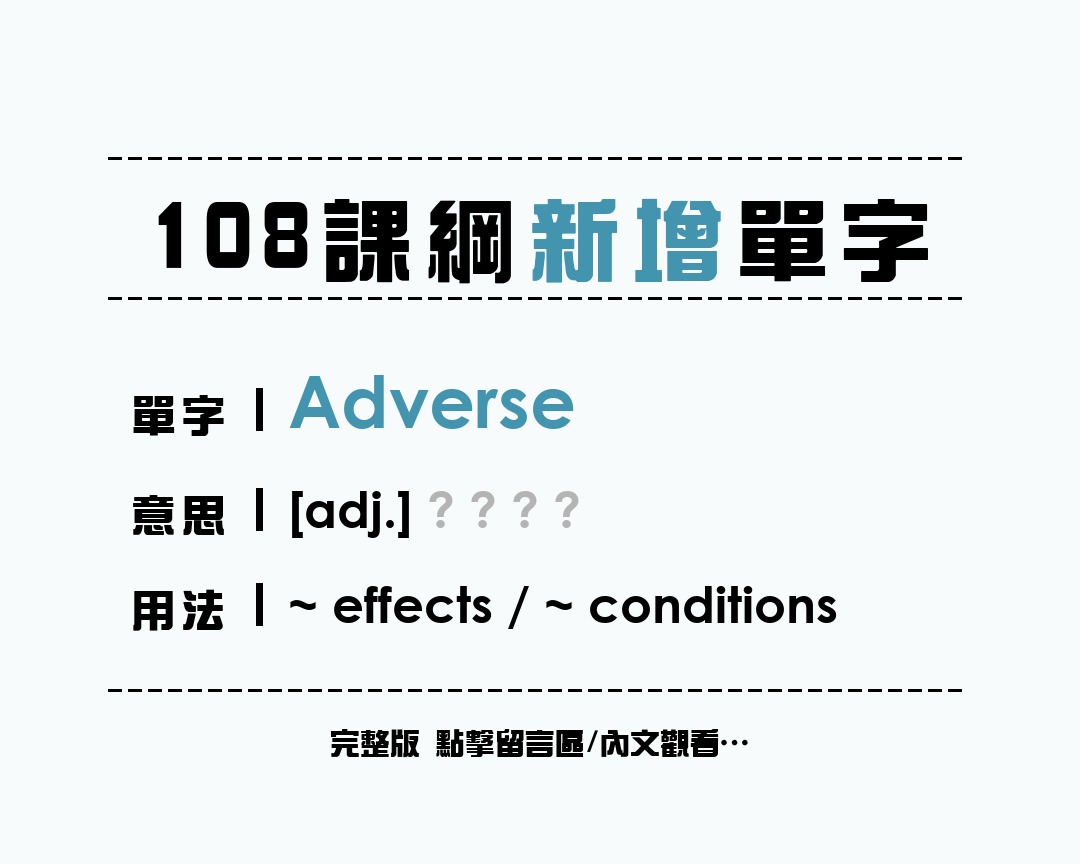 108課綱新增單字
單字 | Adverse
意思 | [adj.] ? ? ? ?
用法 | ~ effects / ~ conditions
完整版 點擊留言區/內文觀看…